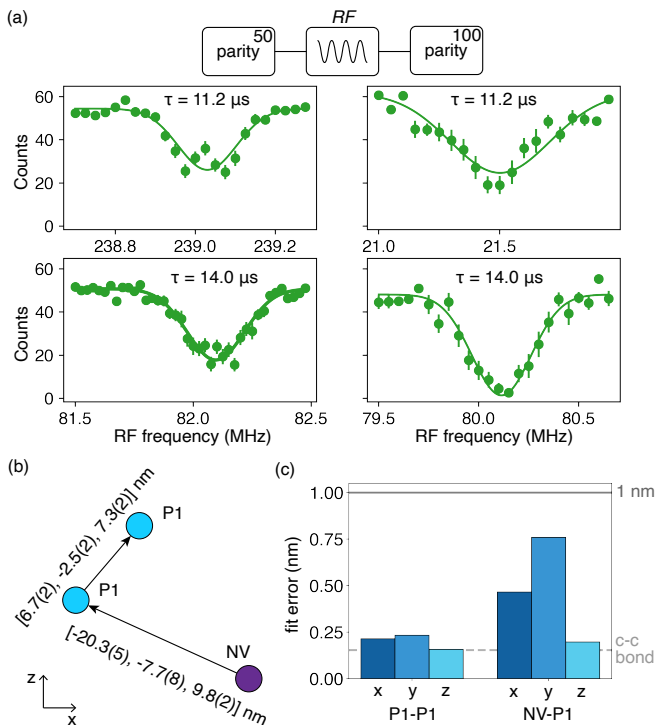 (a)
RF
parity 50
parity 100
τ = 11.2 μs
Counts
60
40
20
0
238.8 239.0 239.2
τ = 11.2 μs
21.0 21.5
τ = 14.0 μs
Counts
60
40
20
0
81.5 82.0 82.5
RF frequency (MHz)
τ = 14.0 μs
79.5 80.0 80.5
RF frequency (MHz)
(b)
P1
[6.7(2), -2.5(2), 7.3(2)] nm
P1
[-20.3(5), -7.7(8), 9.8(2)] nm
NV
z
x
(c)
fit error (nm)
1.00
0.75
0.50
0.25
0.00
1 nm
c-c
bond
x y z x y z
P1-P1 NV-P1